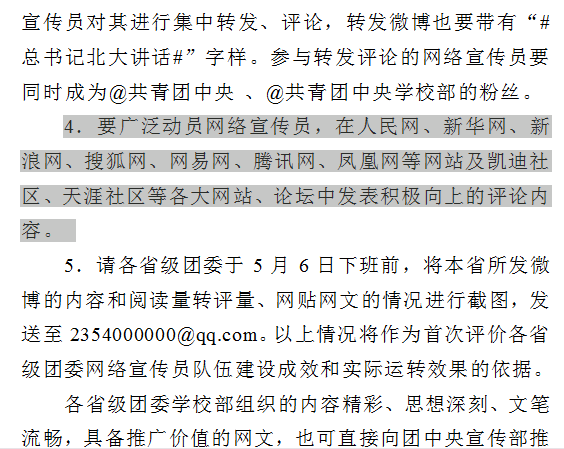 宣传员对其进行集中转发、评论，转发微博也要带有“#
总书记北大讲话#”字样。参与转发评论的网络宣传员要
同时成为@共青团中央 、@共青团中央学校部的粉丝。
4．要广泛动员网络宣传员，在人民网、新华网、新
浪网、搜狐网、网易网、腾讯网、凤凰网等网站及凯迪社
区、天涯社区等各大网站、论坛中发表积极向上的评论内
容。
5．请各省级团委于 5 月 6 日下班前，将本省所发微
博的内容和阅读量转评量、网贴网文的情况进行截图，发
送至 2354000000@qq.com。以上情况将作为首次评价各省
级团委网络宣传员队伍建设成效和实际运转效果的依据。
各省级团委学校部组织的内容精彩、思想深刻、文笔
流畅，具备推广价值的网文，也可直接向团中央宣传部推